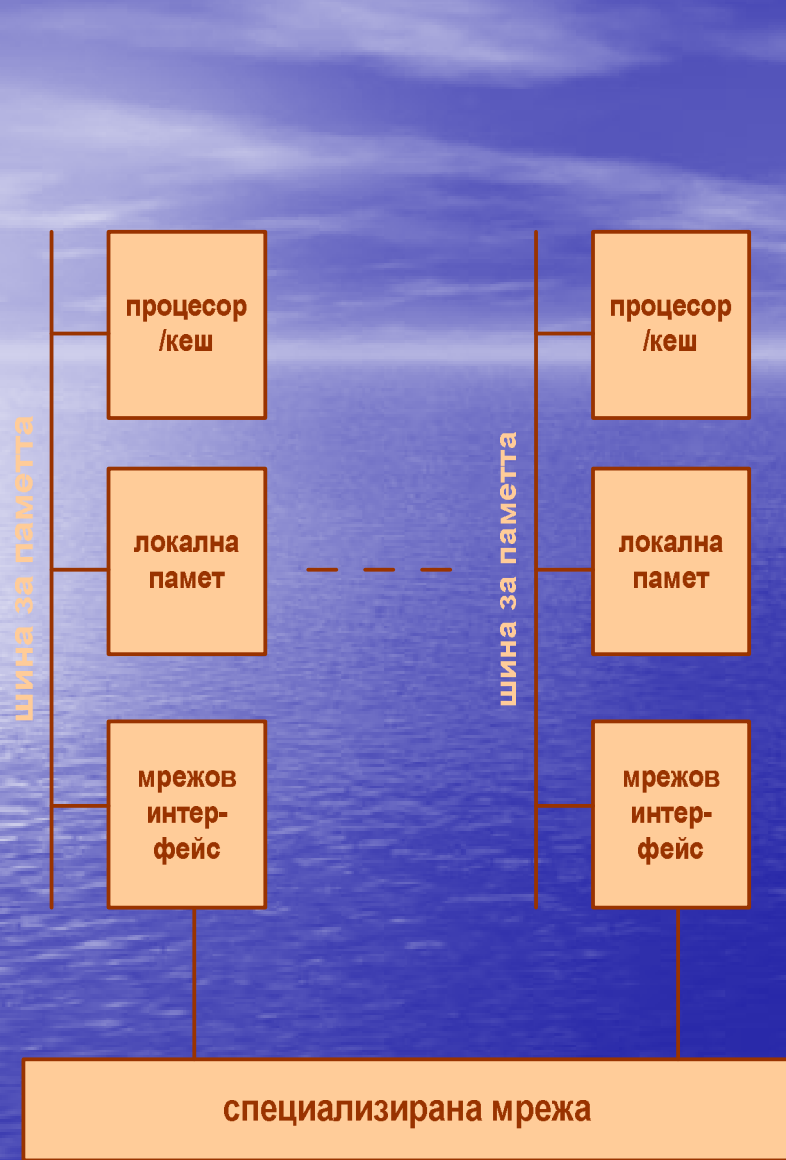 шина за паметта
процесор
/кеш
локална
памет
мрежов
интер-
фейс
шина за паметта
процесор
/кеш
локална
памет
мрежов
интер-
фейс
специализирана мрежа